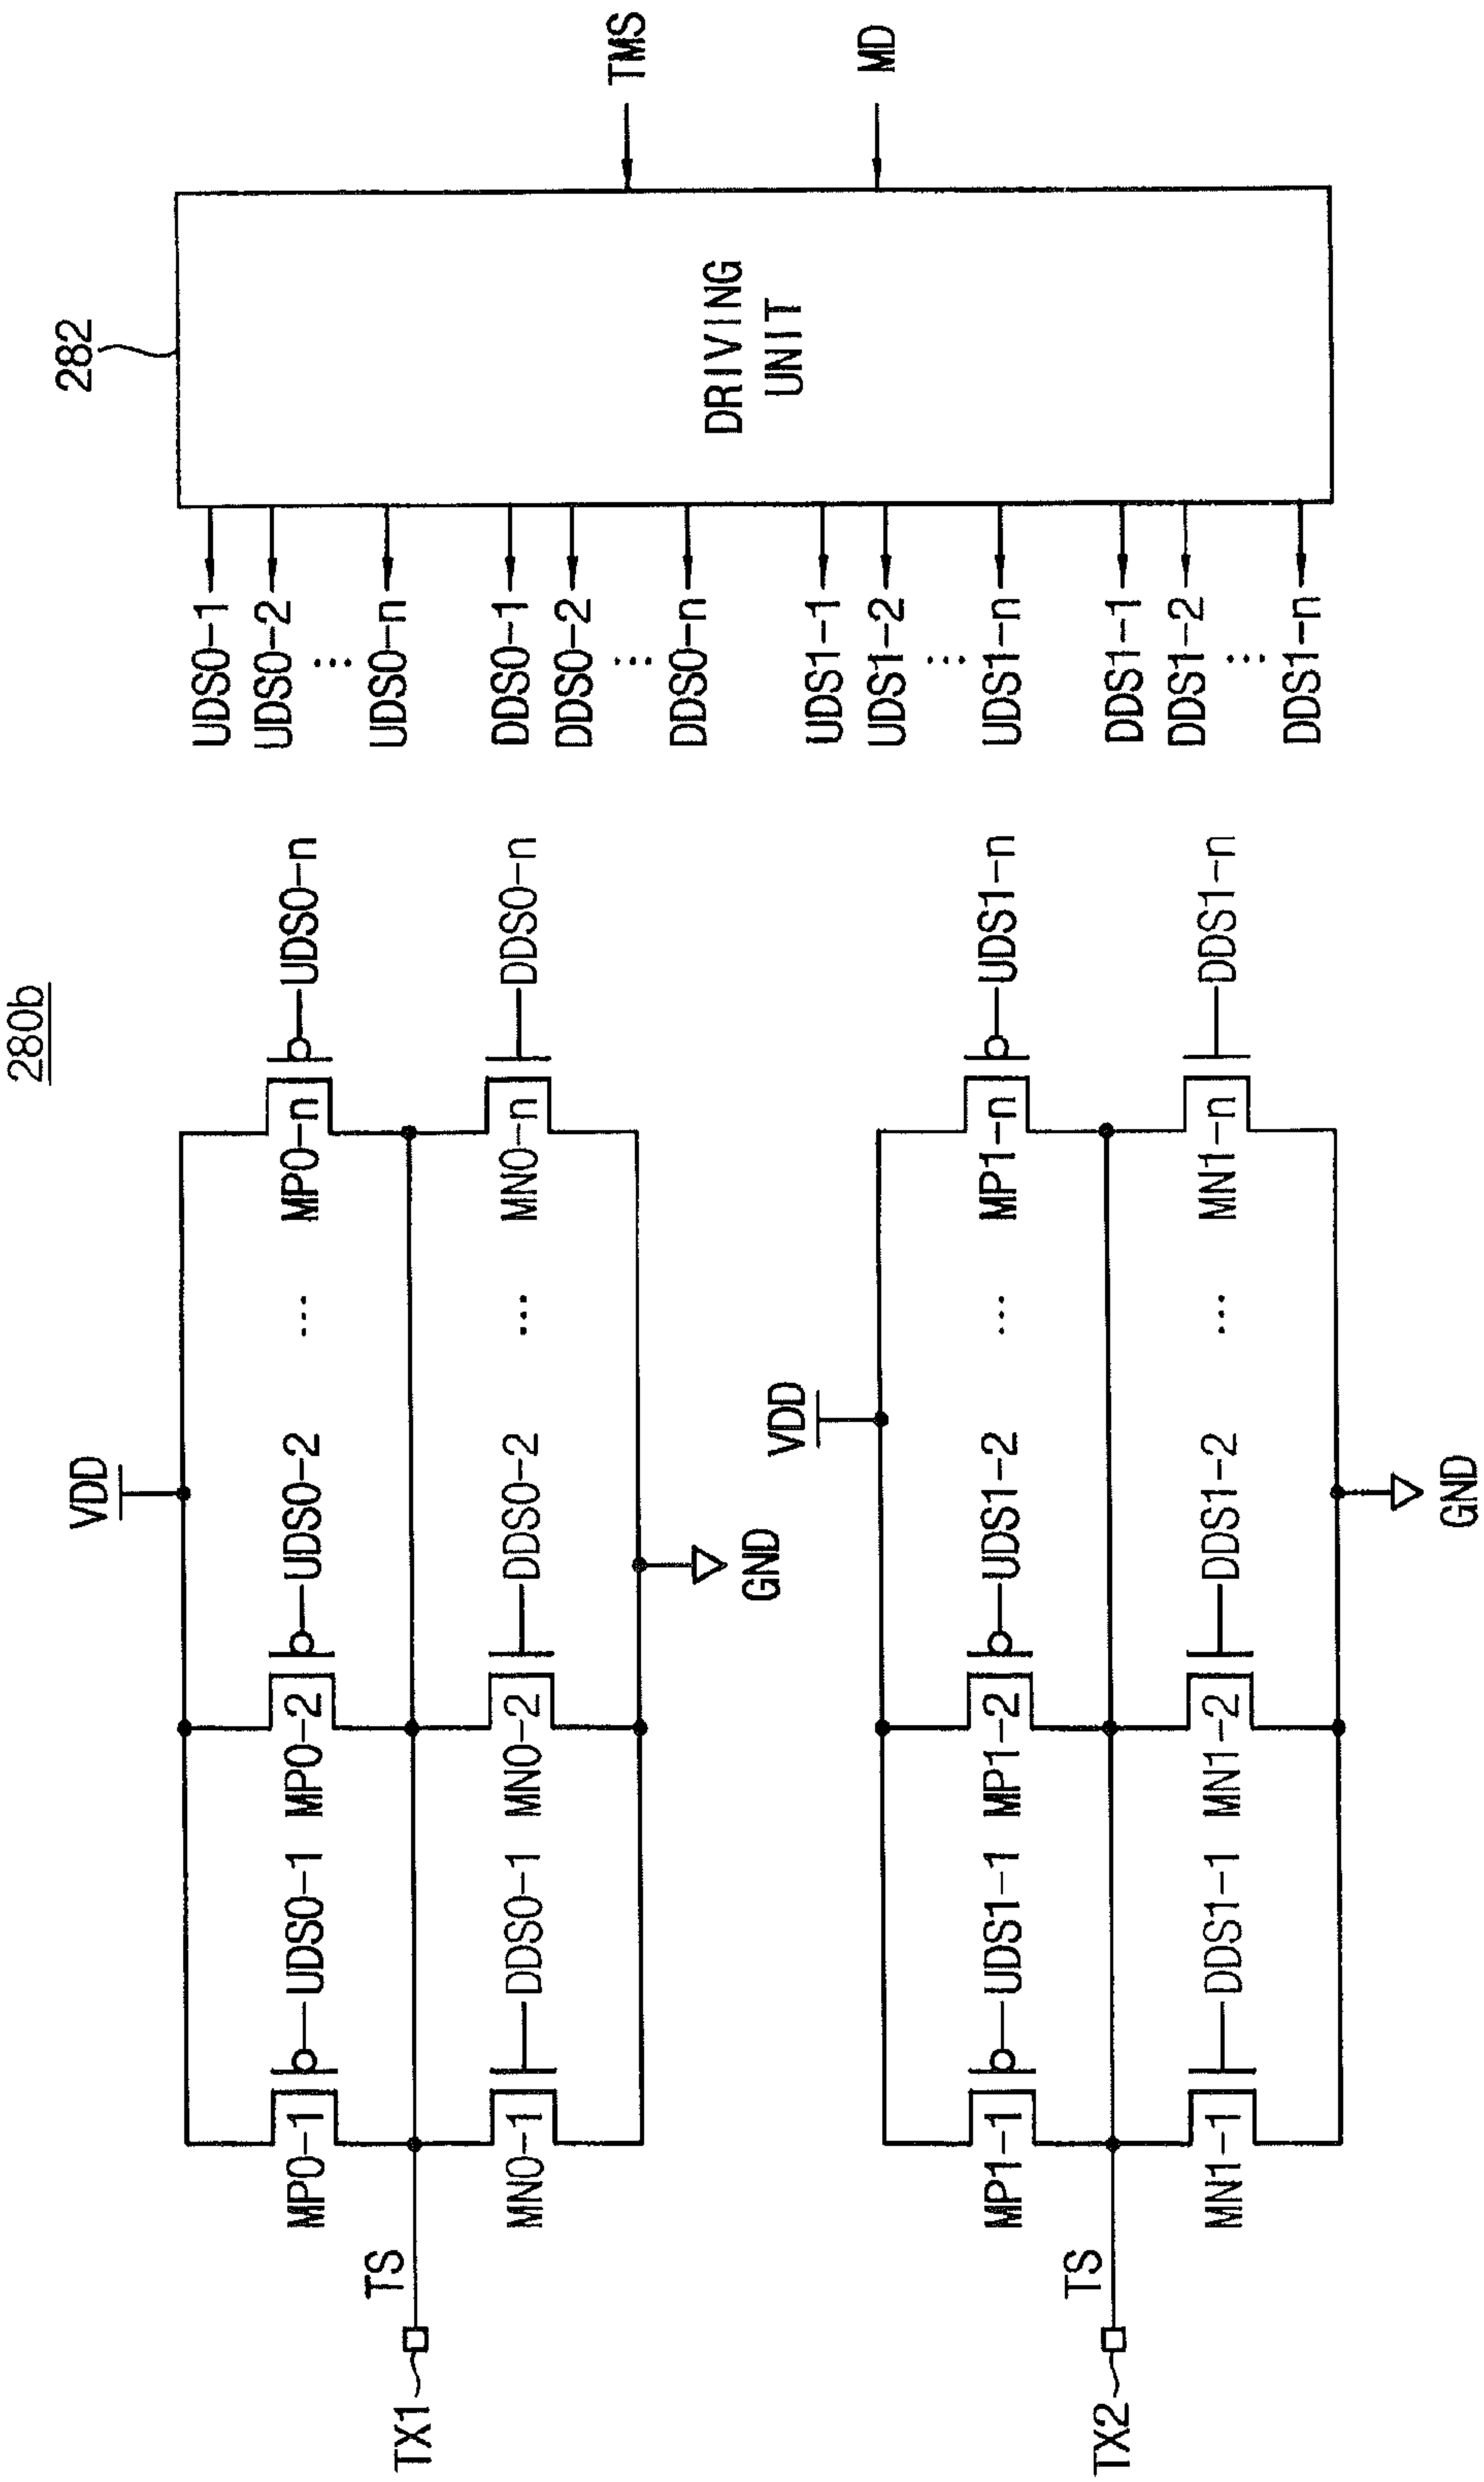 280b
VDD
MP0-1
UDS0-1
MP0-2
UDS0-2
...
MP0-n
UDS0-n
TX1
TS
MN0-1
DDS0-1
MN0-2
DDS0-2
...
MN0-n
DDS0-n
GND
VDD
MP1-1
UDS1-1
MP1-2
UDS1-2
...
MP1-n
UDS1-n
TX2
TS
MN1-1
DDS1-1
MN1-2
DDS1-2
...
MN1-n
DDS1-n
GND
UDS0-1
UDS0-2
...
UDS0-n
DDS0-1
DDS0-2
...
DDS0-n
UDS1-1
UDS1-2
...
UDS1-n
DDS1-1
DDS1-2
...
DDS1-n
282
DRIVING
UNIT
TMS
MD